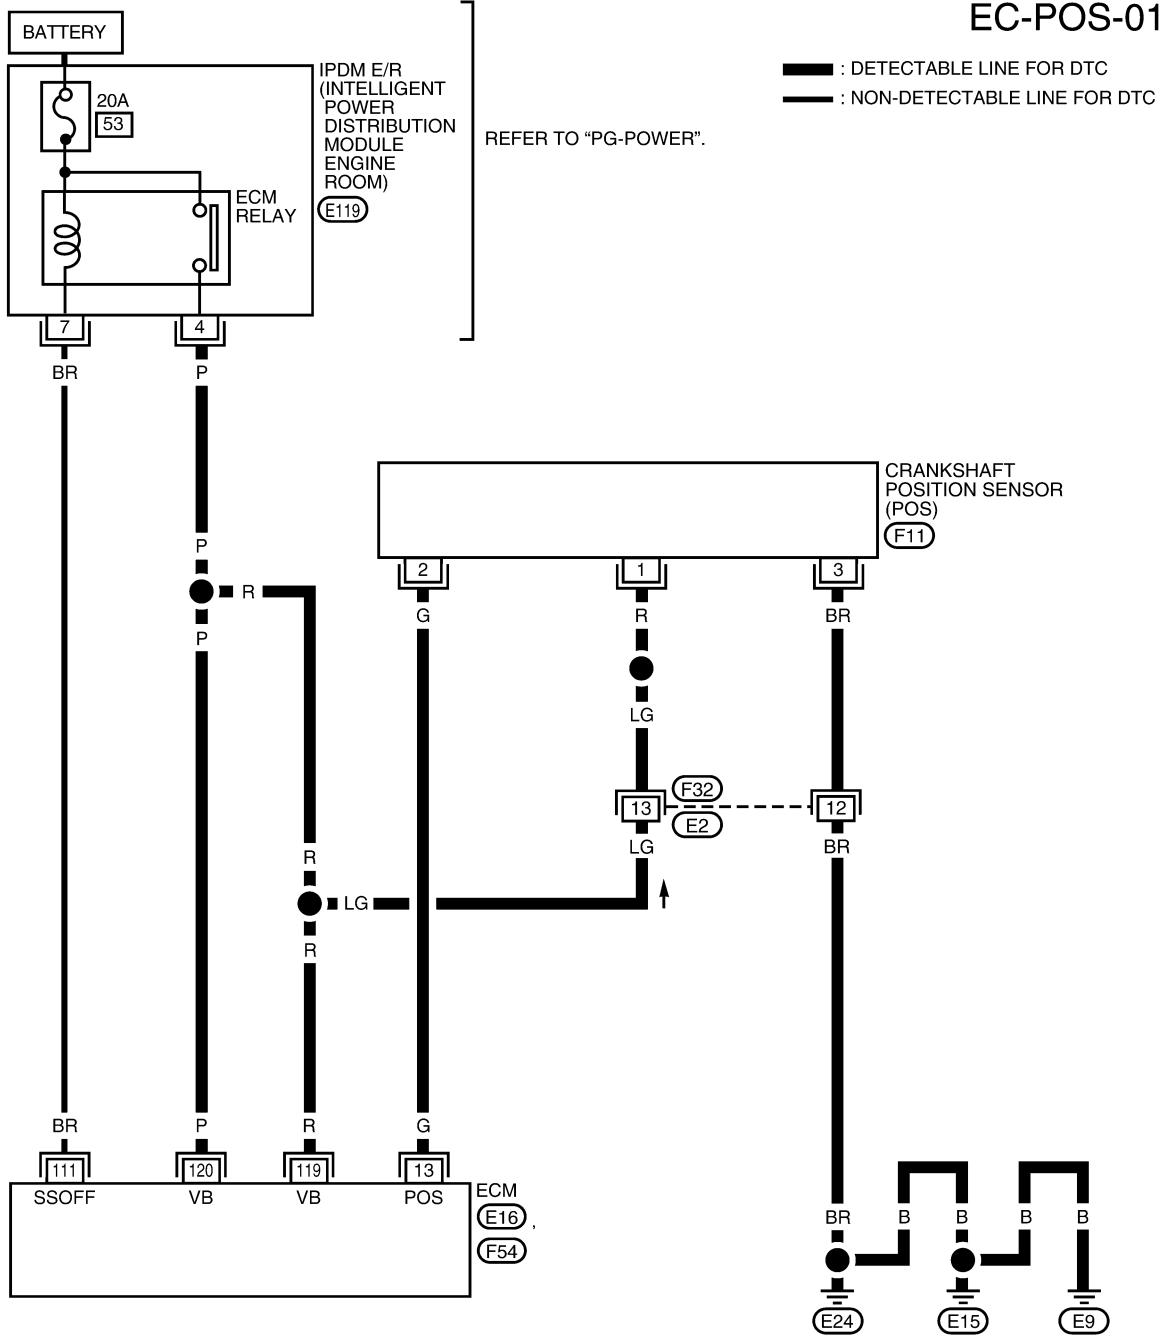 EC-POS-01
BATTERY
: DETECTABLE LINE FOR DTC
: NON-DETECTABLE LINE FOR DTC
20A
53
IPDM E/R
(INTELLIGENT
POWER
DISTRIBUTION
MODULE
ENGINE
ROOM)
E119
REFER TO “PG-POWER”.
ECM
RELAY
7
4
BR
P
CRANKSHAFT
POSITION SENSOR
(POS)
F11
2
1
3
P
R
P
G
R
BR
LG
F32
13
12
E2
LG
BR
R
LG
R
BR
P
R
G
111
120
119
13
SSOFF
VB
VB
POS
ECM
E16 ,
F54
BR
B
B
B
B
E24
E15
E9